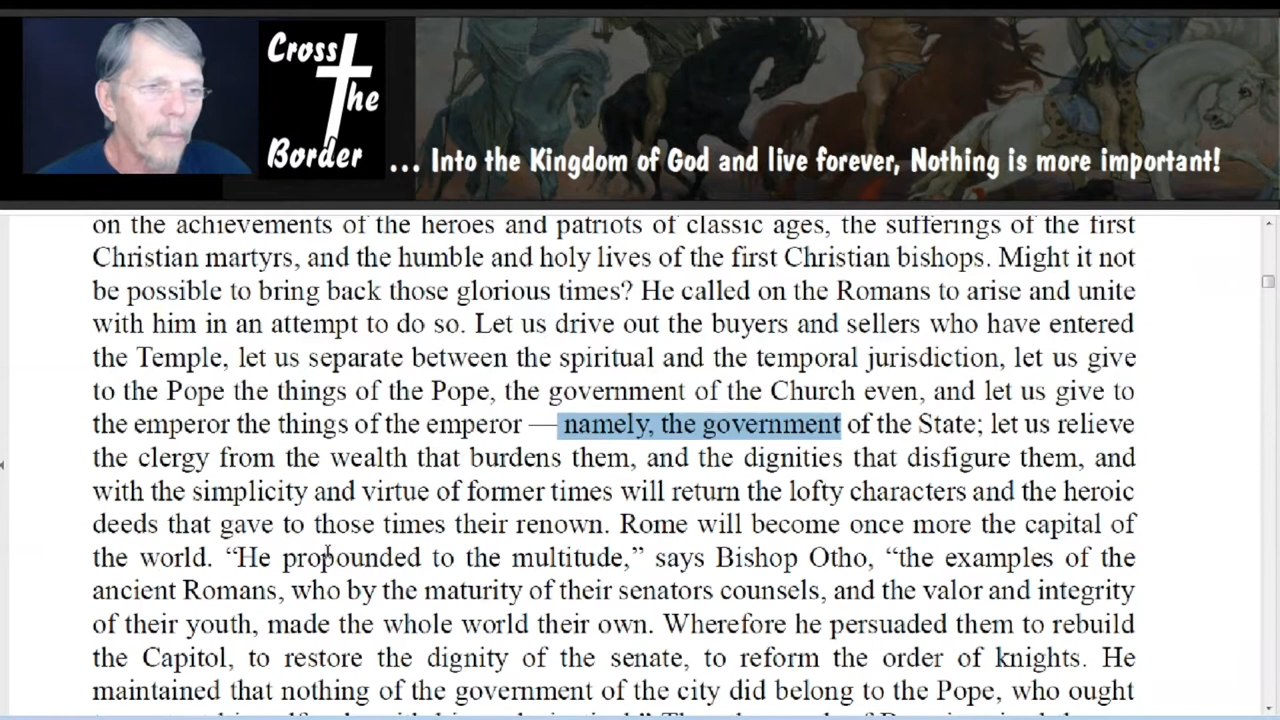 Cross
The
Border
... Into the Kingdom of God and live forever, Nothing is more important!
on the achievements of the heroes and patriots of classic ages, the sufferings of the first
Christian martyrs, and the humble and holy lives of the first Christian bishops. Might it not
be possible to bring back those glorious times? He called on the Romans to arise and unite
with him in an attempt to do so. Let us drive out the buyers and sellers who have entered
the Temple, let us separate between the spiritual and the temporal jurisdiction, let us give
to the Pope the things of the Pope, the government of the Church even, and let us give to
the emperor the things of the emperor — namely, the government of the State; let us relieve
the clergy from the wealth that burdens them, and the dignities that disfigure them, and
with the simplicity and virtue of former times will return the lofty characters and the heroic
deeds that gave to those times their renown. Rome will become once more the capital of
the world. “He propounded to the multitude,” says Bishop Otho, “the examples of the
ancient Romans, who by the maturity of their senators counsels, and the valor and integrity
of their youth, made the whole world their own. Wherefore he persuaded them to rebuild
the Capitol, to restore the dignity of the senate, to reform the order of knights. He
maintained that nothing of the government of the city did belong to the Pope, who ought